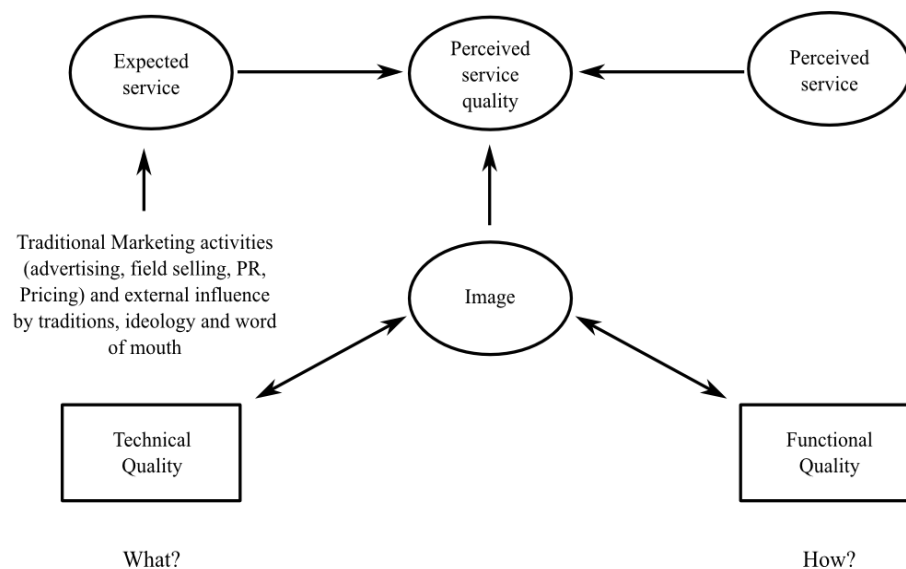 Expected
service
Perceived
service
quality
Perceived
service
Traditional Marketing activities
(advertising, field selling, PR,
Pricing) and external influence
by traditions, ideology and word
of mouth
Image
Technical
Quality
Functional
Quality
What?
How?